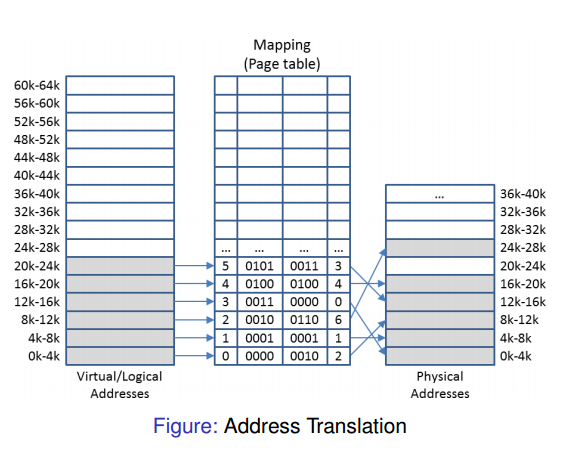 Mapping
(Page table)
60k-64k
56k-60k
52k-56k
48k-52k
44k-48k
40k-44k
36k-40k ... 36k-40k
32k-36k 32k-36k
28k-32k 28k-32k
24k-28k ... ... ... ... 24k-28k
20k-24k 5 0101 0011 3 20k-24k
16k-20k 4 0100 0100 4 16k-20k
12k-16k 3 0011 0000 0 12k-16k
8k-12k 2 0010 0110 6 8k-12k
4k-8k 1 0001 0001 1 4k-8k
0k-4k 0 0000 0010 2 0k-4k
Virtual/Logical Physical
Addresses Addresses
Figure: Address Translation